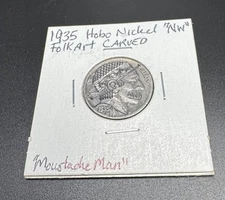 1935 Hobo Nickel "NW"
FolkArt CARVED
"Moustache Man"